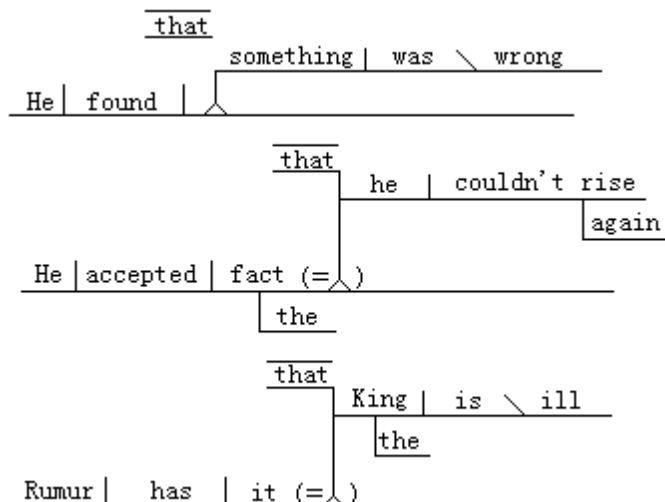 that
something | was \ wrong
He | found |
that
he | couldn't rise
again
He | accepted | fact (= )
the
that
King | is \ ill
the
Rumur | has | it (= )